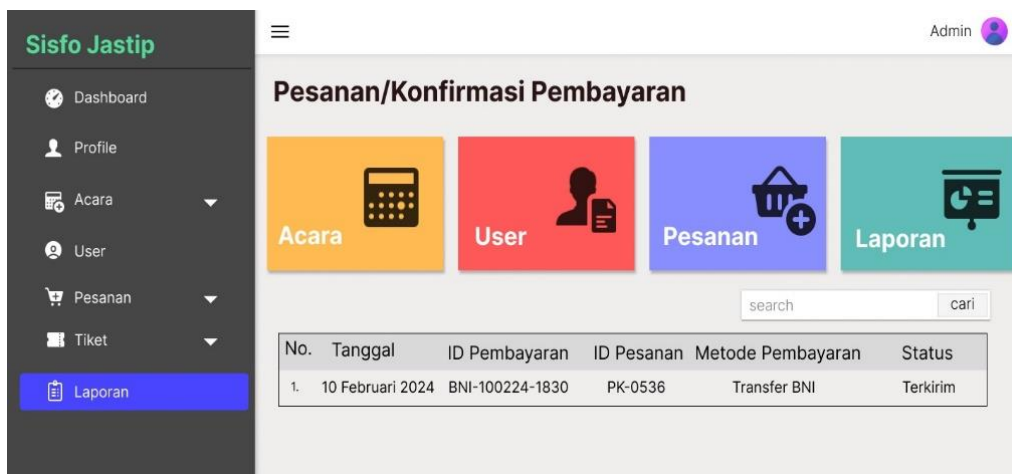 Sisfo Jastip
Dashboard
Profile
Acara
User
Pesanan
Tiket
Laporan
Admin
Pesanan/Konfirmasi Pembayaran
Acara
User
Pesanan
Laporan
search cari
No. Tanggal ID Pembayaran ID Pesanan Metode Pembayaran Status
1. 10 Februari 2024 BNI-100224-1830 PK-0536 Transfer BNI Terkirim